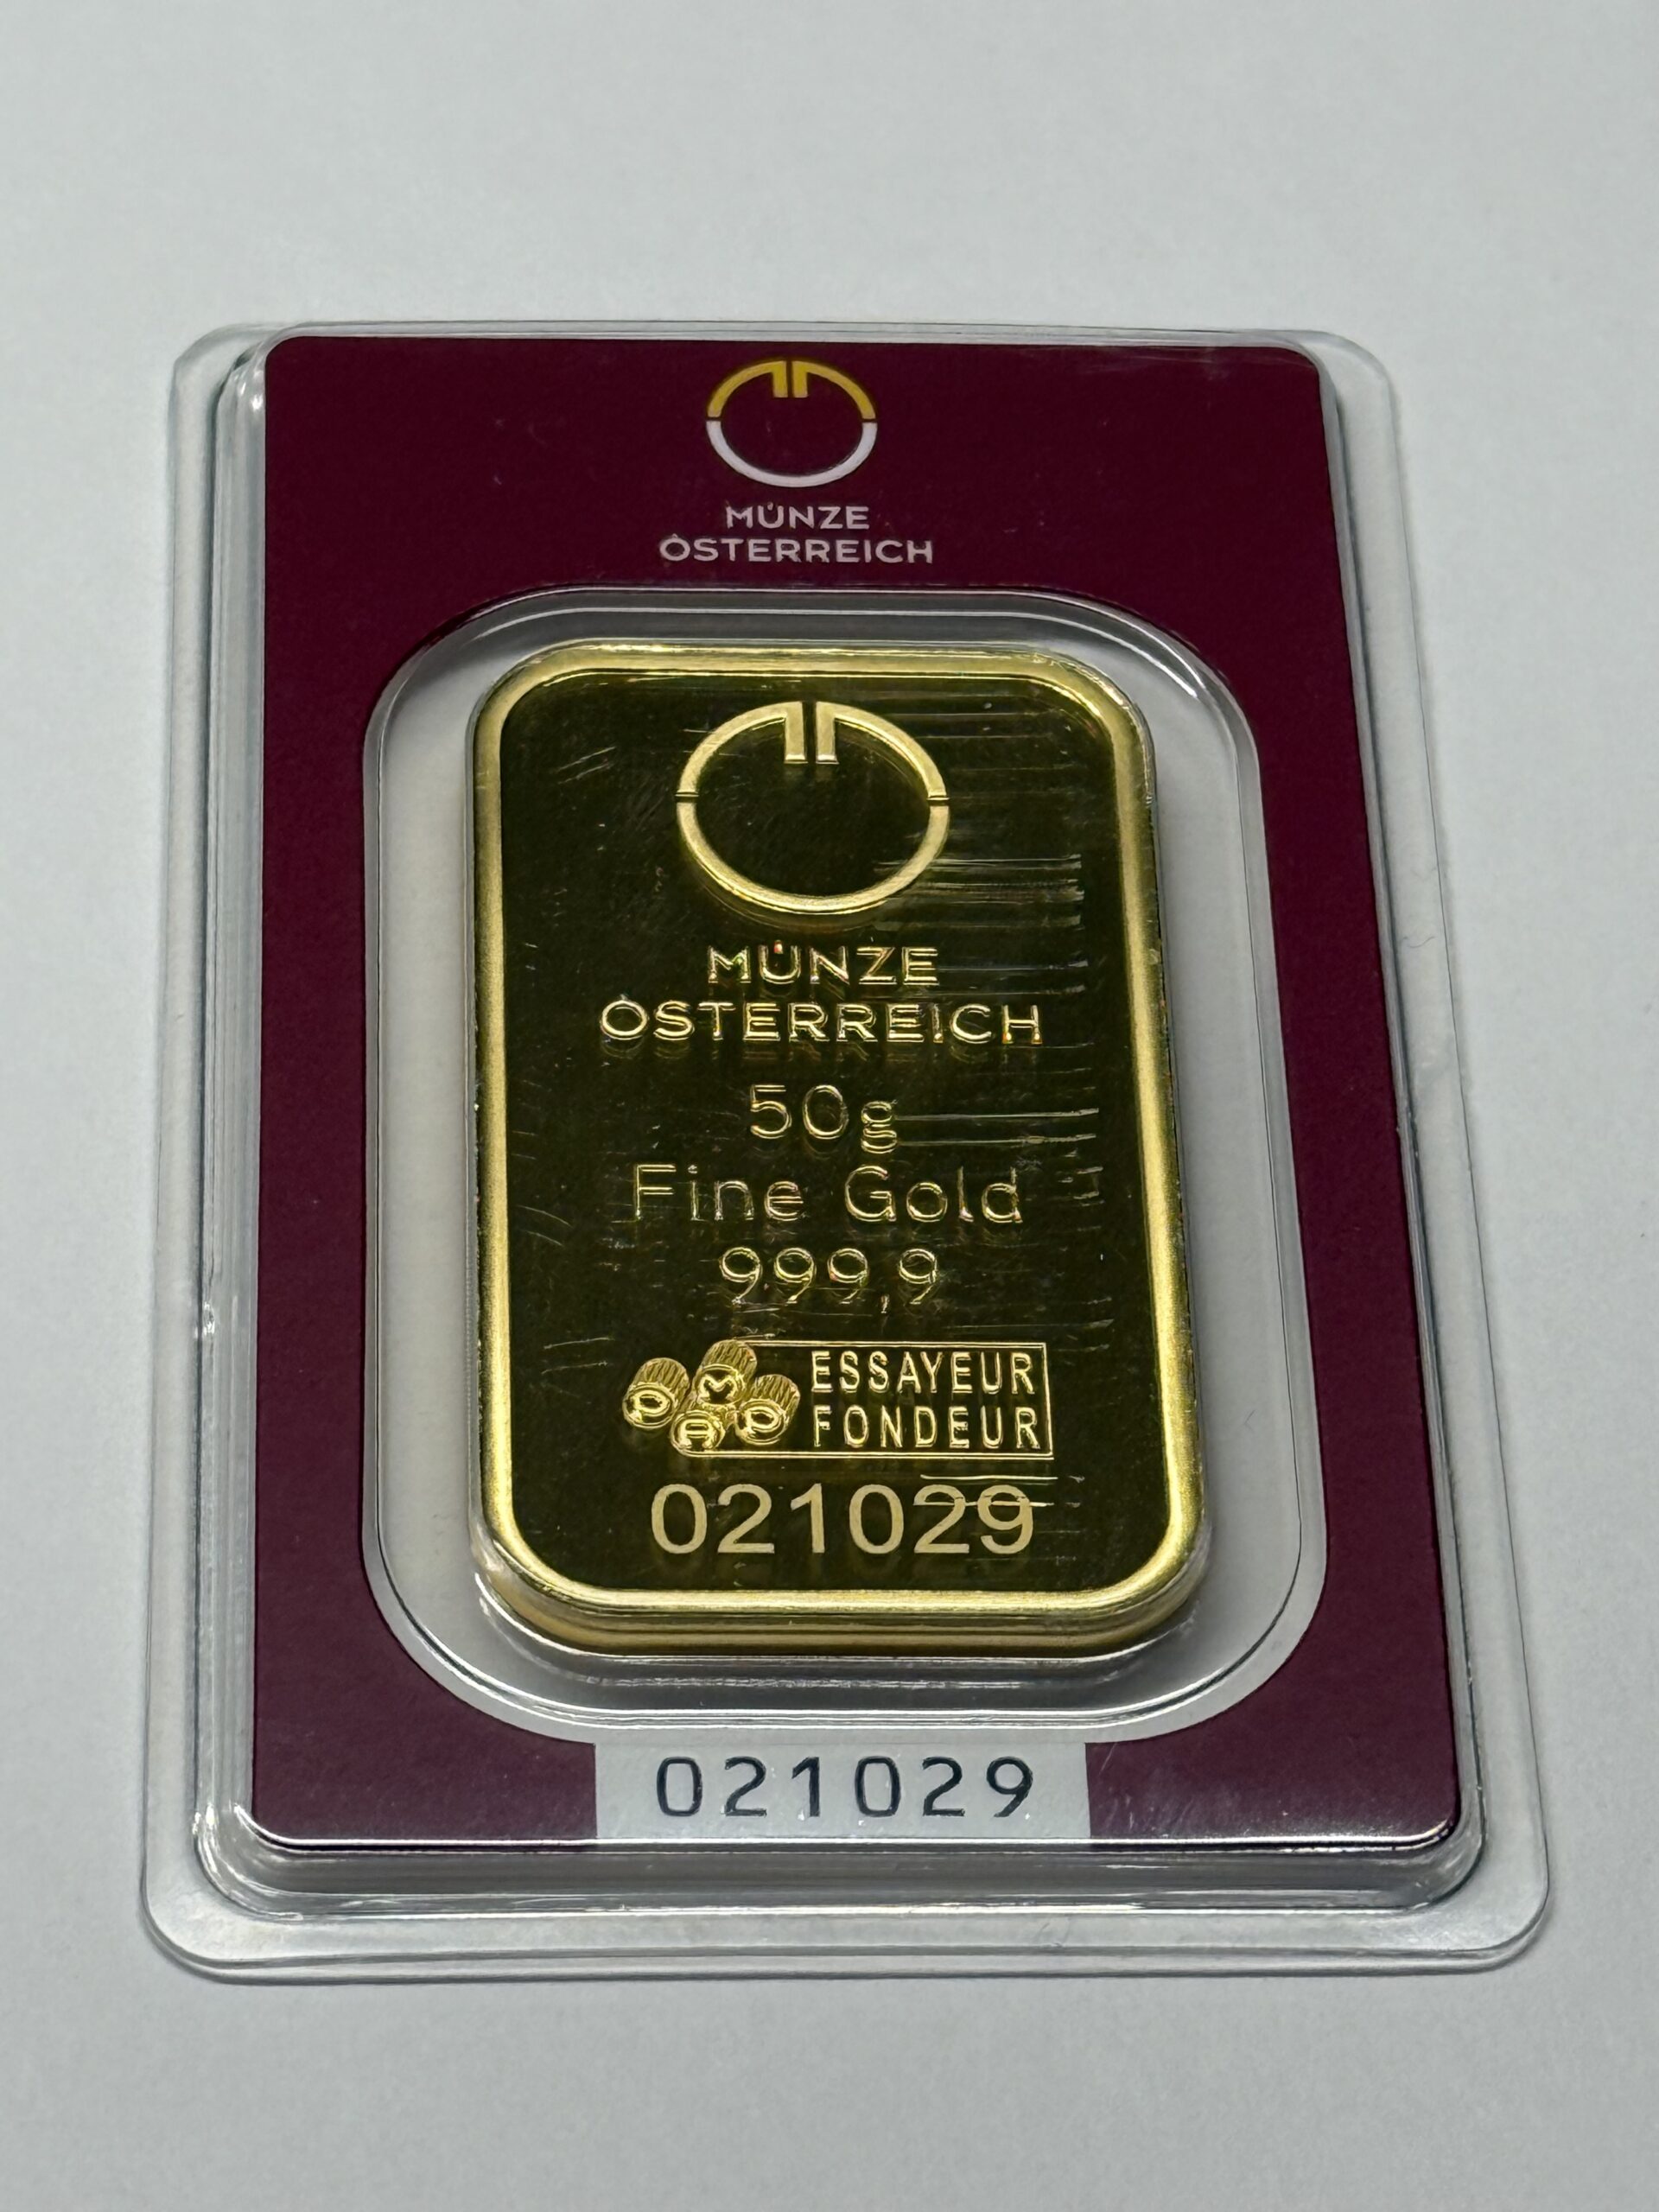 MÜNZE
ÖSTERREICH
MÜNZE
ÖSTERREICH
50g
Fine Gold
999,9
PAMP ESSAYEUR
FONDEUR
021029
021029